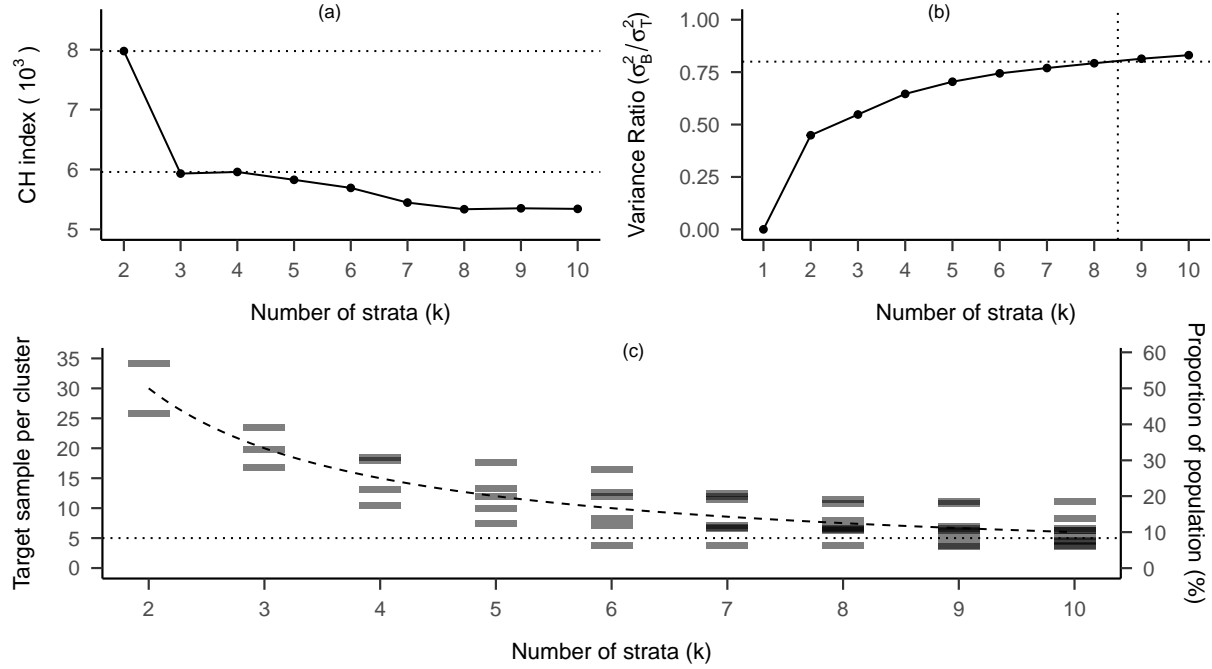 (a)
CH index ( 10³)
8
7
6
5
2 3 4 5 6 7 8 9 10
Number of strata (k)
(b)
Variance Ratio (σ²B/σ²T)
1.00
0.75
0.50
0.25
0.00
1 2 3 4 5 6 7 8 9 10
Number of strata (k)
(c)
Target sample per cluster
35
30
25
20
15
10
5
0
2 3 4 5 6 7 8 9 10
Number of strata (k)
60
50
40
30
20
10
0
Proportion of population (%)